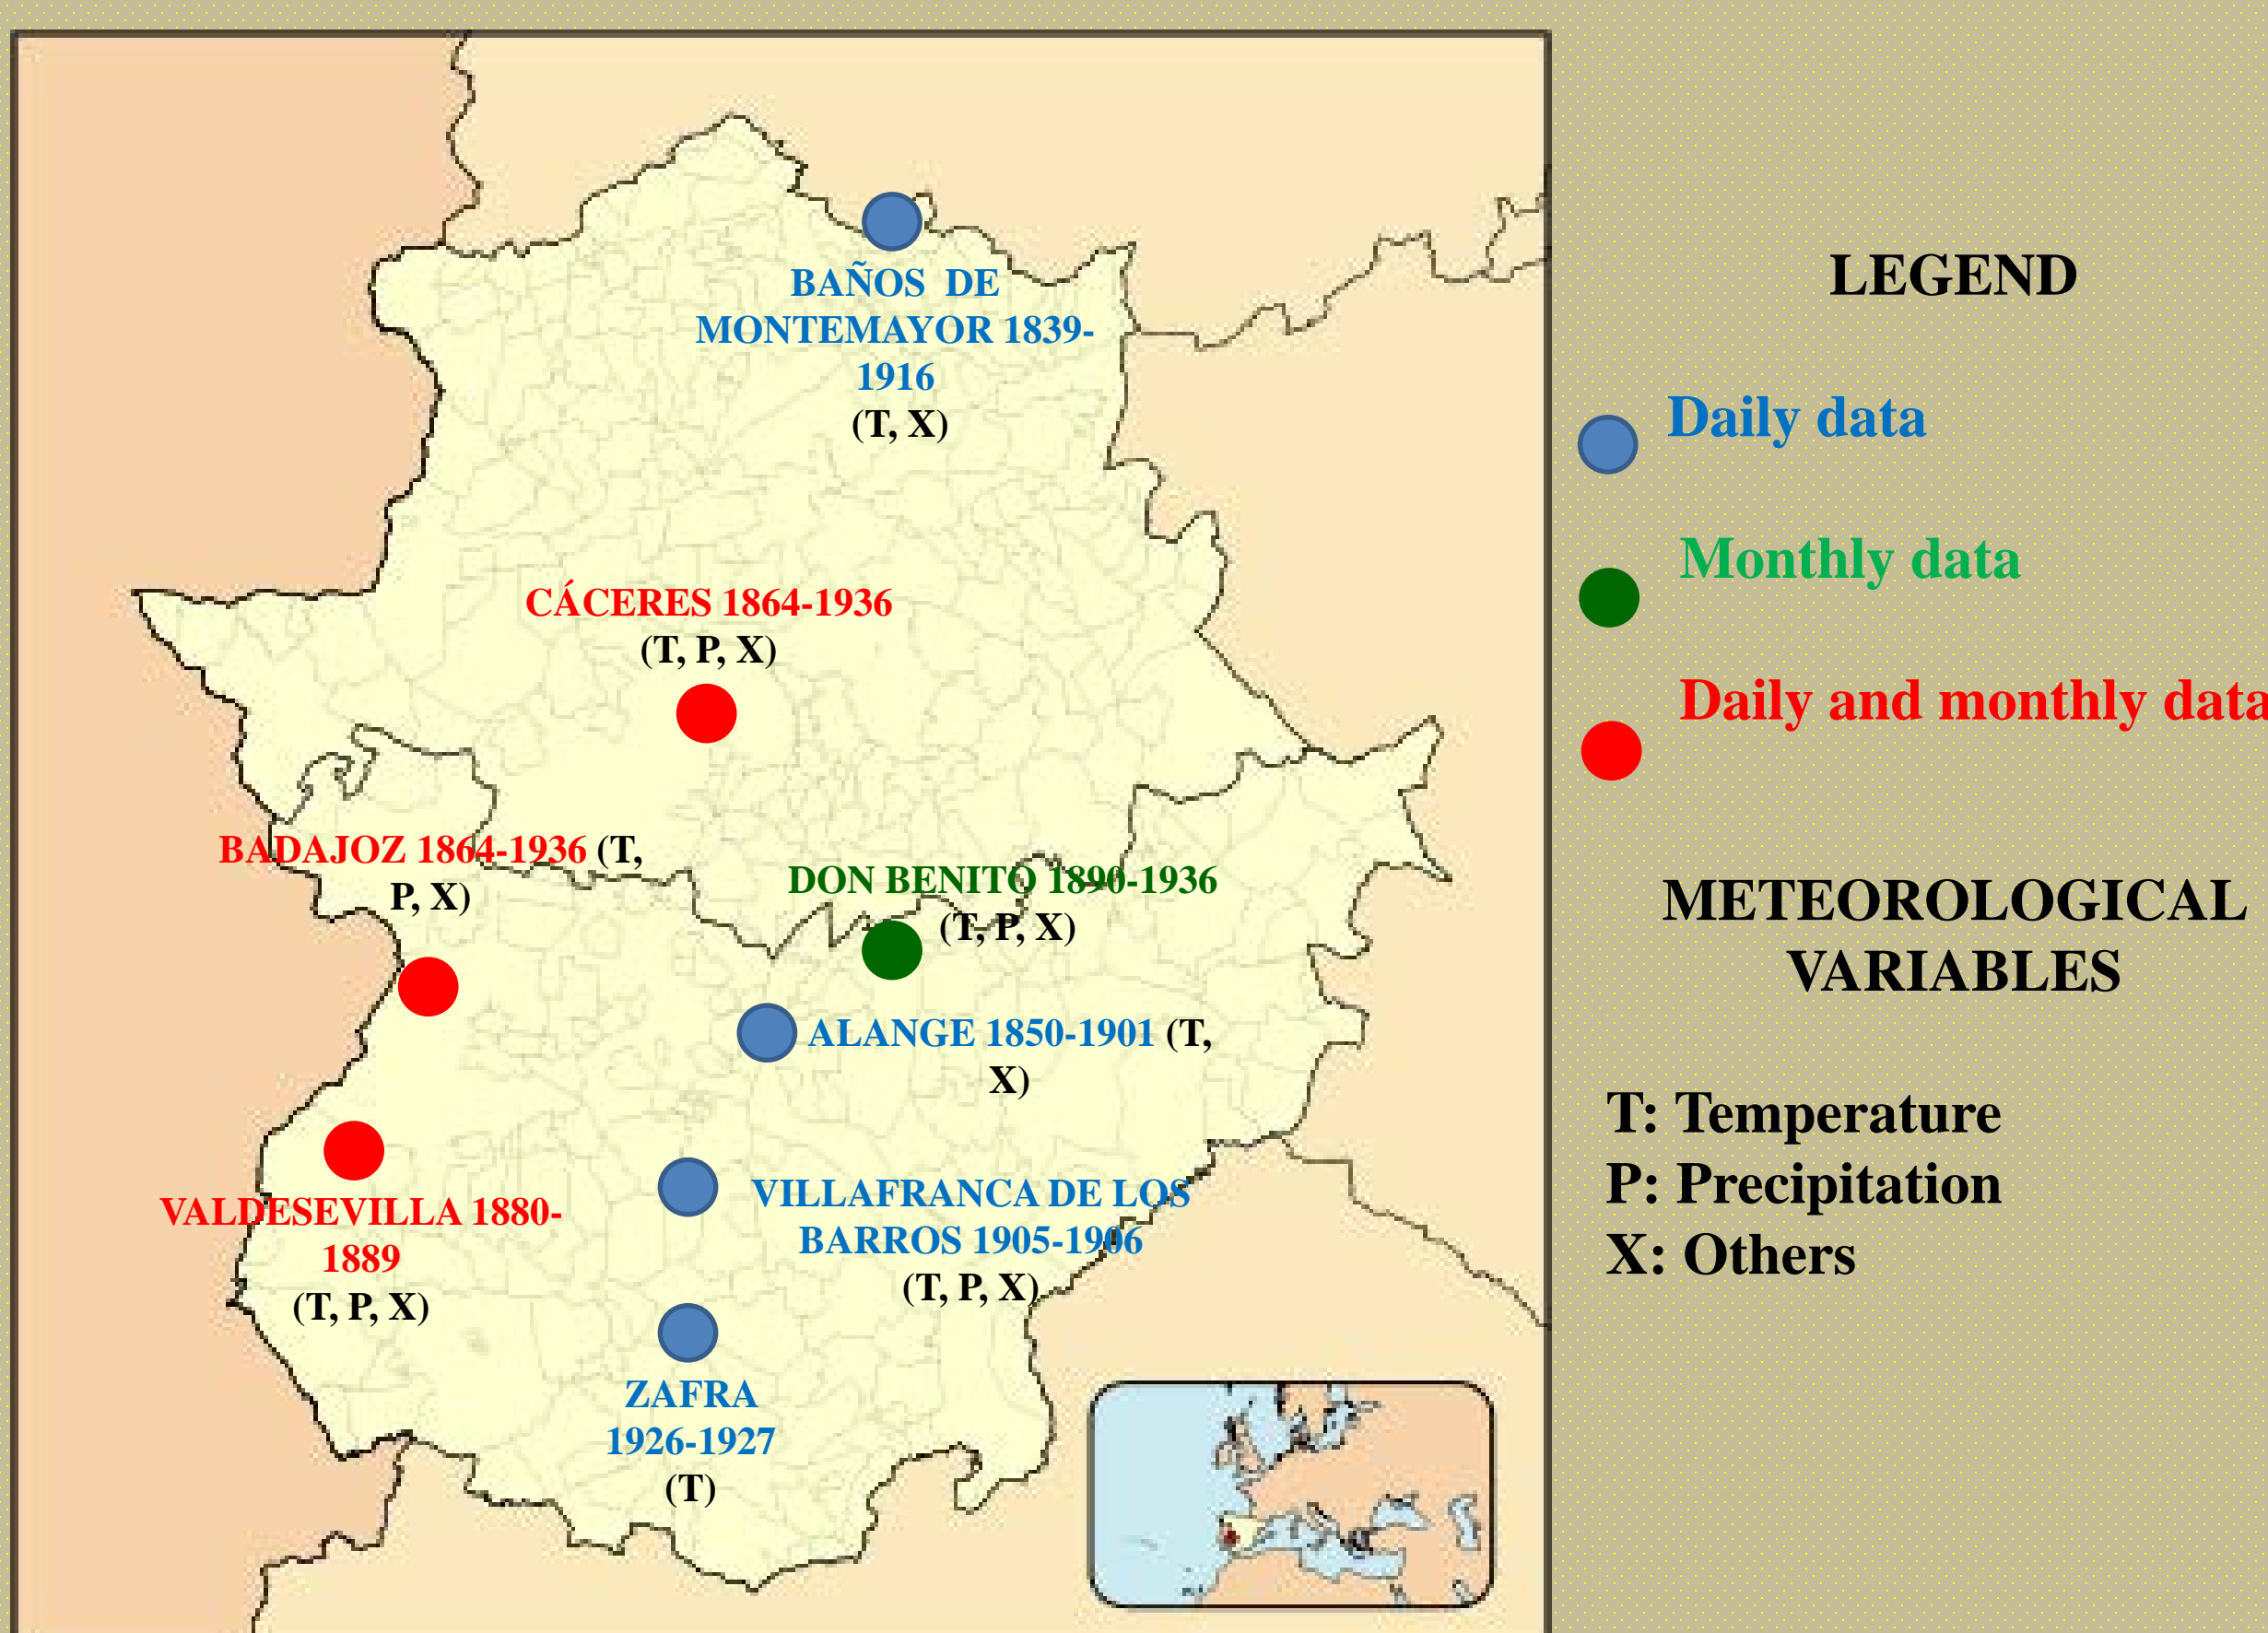 BAÑOS DE
MONTEMAYOR 1839-
1916
(T, X)
CÁCERES 1864-1936
(T, P, X)
BADAJOZ 1864-1936 (T,
P, X)
DON BENITO 1890-1936
(T, P, X)
ALANGE 1850-1901 (T,
X)
VALDESEVILLA 1880-
1889
(T, P, X)
VILLAFRANCA DE LOS
BARROS 1905-1906
(T, P, X)
ZAFRA
1926-1927
(T)
LEGEND
Daily data
Monthly data
Daily and monthly data
METEOROLOGICAL
VARIABLES
T: Temperature
P: Precipitation
X: Others